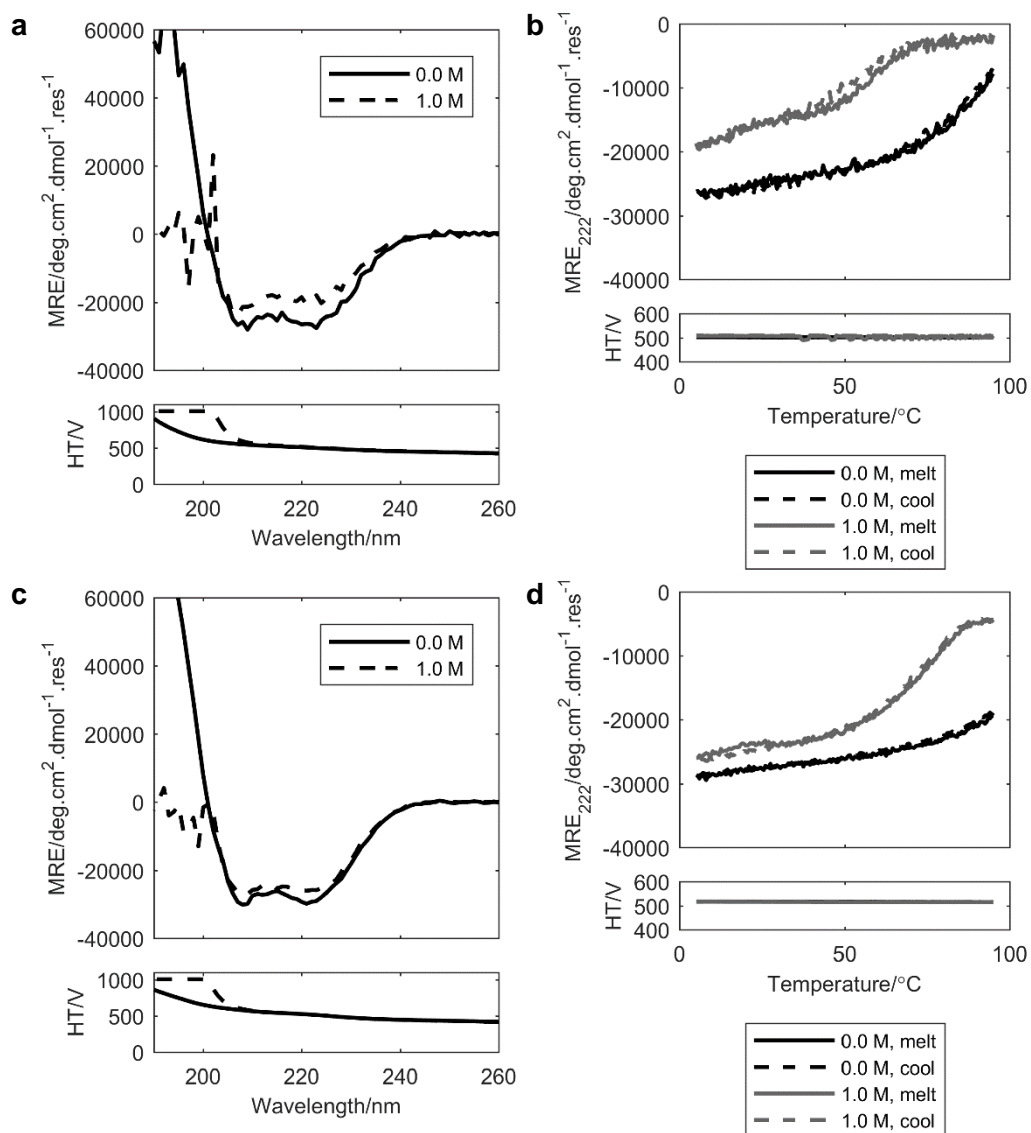 a
60000
40000
20000
0
-20000
-40000
MRE/deg.cm².dmol⁻¹.res⁻¹
0.0 M
1.0 M
1000
500
0
HT/V
200 220 240 260
Wavelength/nm
b
0
-10000
-20000
-30000
-40000
MRE₂₂₂/deg.cm².dmol⁻¹.res⁻¹
600
500
400
HT/V
0 50 100
Temperature/°C
0.0 M, melt
0.0 M, cool
1.0 M, melt
1.0 M, cool
c
60000
40000
20000
0
-20000
-40000
MRE/deg.cm².dmol⁻¹.res⁻¹
0.0 M
1.0 M
1000
500
0
HT/V
200 220 240 260
Wavelength/nm
d
0
-10000
-20000
-30000
-40000
MRE₂₂₂/deg.cm².dmol⁻¹.res⁻¹
600
500
400
HT/V
0 50 100
Temperature/°C
0.0 M, melt
0.0 M, cool
1.0 M, melt
1.0 M, cool